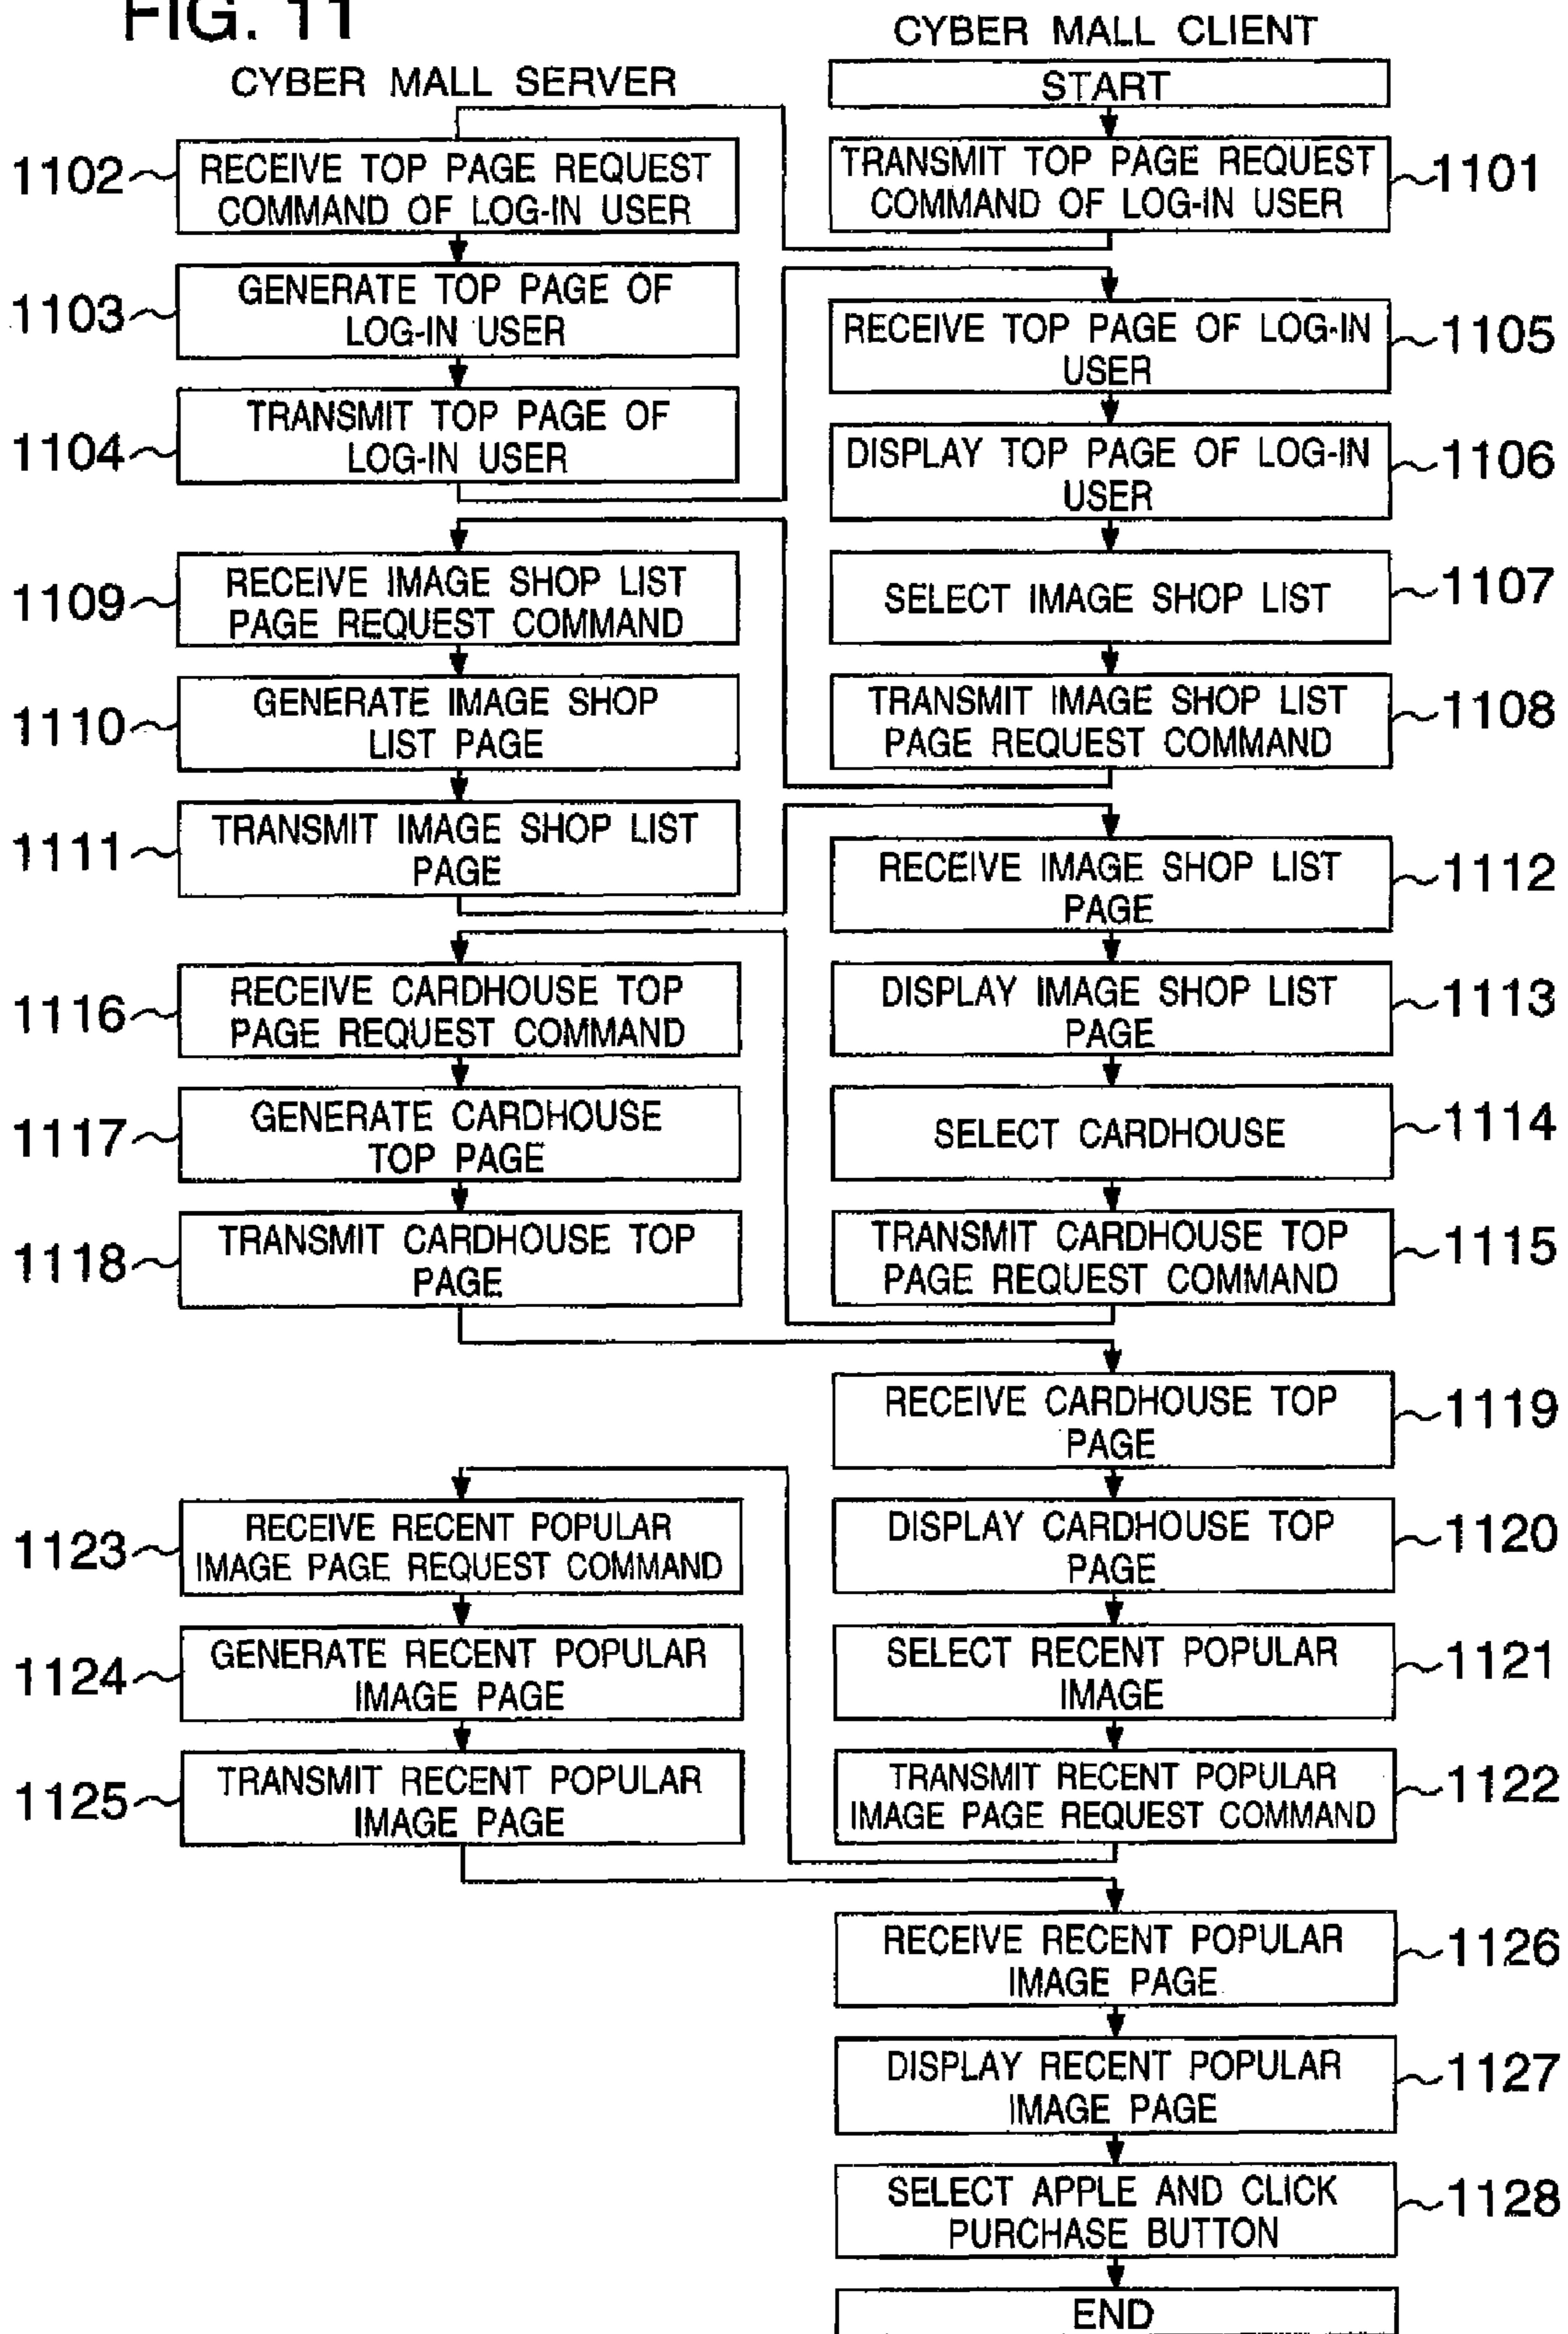 FIG. 11
CYBER MALL SERVER
CYBER MALL CLIENT
START
1101
TRANSMIT TOP PAGE REQUEST
COMMAND OF LOG-IN USER
1102
RECEIVE TOP PAGE REQUEST
COMMAND OF LOG-IN USER
1103
GENERATE TOP PAGE OF
LOG-IN USER
1104
TRANSMIT TOP PAGE OF
LOG-IN USER
RECEIVE TOP PAGE OF LOG-IN
USER
1105
DISPLAY TOP PAGE OF LOG-IN
USER
1106
SELECT IMAGE SHOP LIST
1107
TRANSMIT IMAGE SHOP LIST
PAGE REQUEST COMMAND
1108
1109
RECEIVE IMAGE SHOP LIST
PAGE REQUEST COMMAND
1110
GENERATE IMAGE SHOP
LIST PAGE
1111
TRANSMIT IMAGE SHOP LIST
PAGE
RECEIVE IMAGE SHOP LIST
PAGE
1112
DISPLAY IMAGE SHOP LIST
PAGE
1113
SELECT CARDHOUSE
1114
TRANSMIT CARDHOUSE TOP
PAGE REQUEST COMMAND
1115
1116
RECEIVE CARDHOUSE TOP
PAGE REQUEST COMMAND
1117
GENERATE CARDHOUSE
TOP PAGE
1118
TRANSMIT CARDHOUSE TOP
PAGE
RECEIVE CARDHOUSE TOP
PAGE
1119
DISPLAY CARDHOUSE TOP
PAGE
1120
SELECT RECENT POPULAR
IMAGE
1121
TRANSMIT RECENT POPULAR
IMAGE PAGE REQUEST COMMAND
1122
1123
RECEIVE RECENT POPULAR
IMAGE PAGE REQUEST COMMAND
1124
GENERATE RECENT POPULAR
IMAGE PAGE
1125
TRANSMIT RECENT POPULAR
IMAGE PAGE
RECEIVE RECENT POPULAR
IMAGE PAGE
1126
DISPLAY RECENT POPULAR
IMAGE PAGE
1127
SELECT APPLE AND CLICK
PURCHASE BUTTON
1128
END